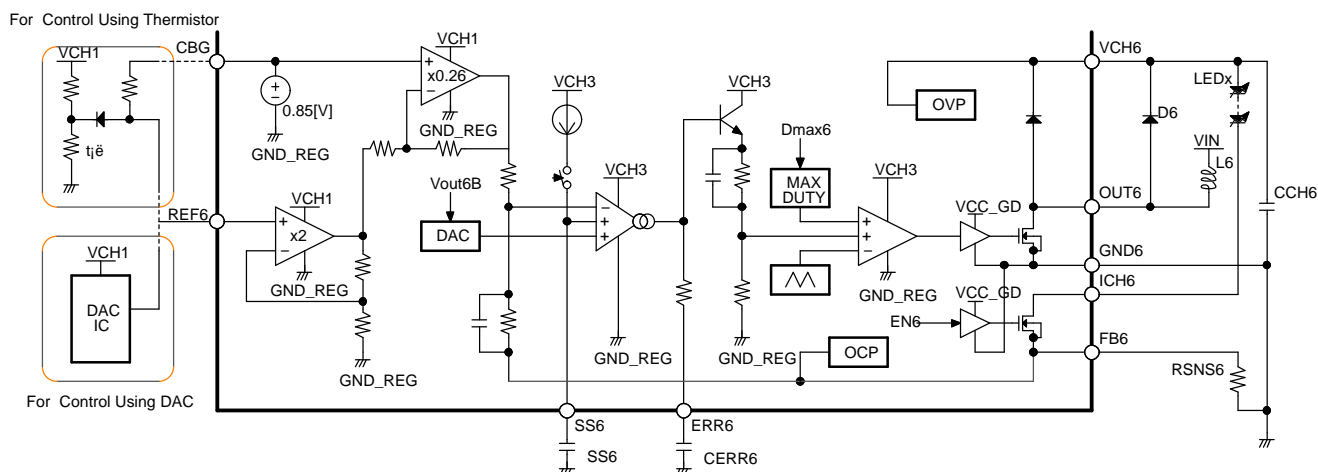 For Control Using Thermistor
VCH1
CBG
t¡ë
0.85[V]
GND_REG
VCH1
x0.26
GND_REG
VCH3
VCH3
Dmax6
MAX
DUTY
VCH3
OVP
VCH6
LEDx
D6
VIN
L6
CCH6
REF6
VCH1
x2
GND_REG
GND_REG
Vout6B
DAC
VCH3
GND_REG
GND_REG
GND_REG
VCC_GD
OUT6
GND6
VCC_GD
ICH6
EN6
FB6
RSNS6
OCP
VCH1
DAC
IC
For Control Using DAC
SS6
SS6
ERR6
CERR6